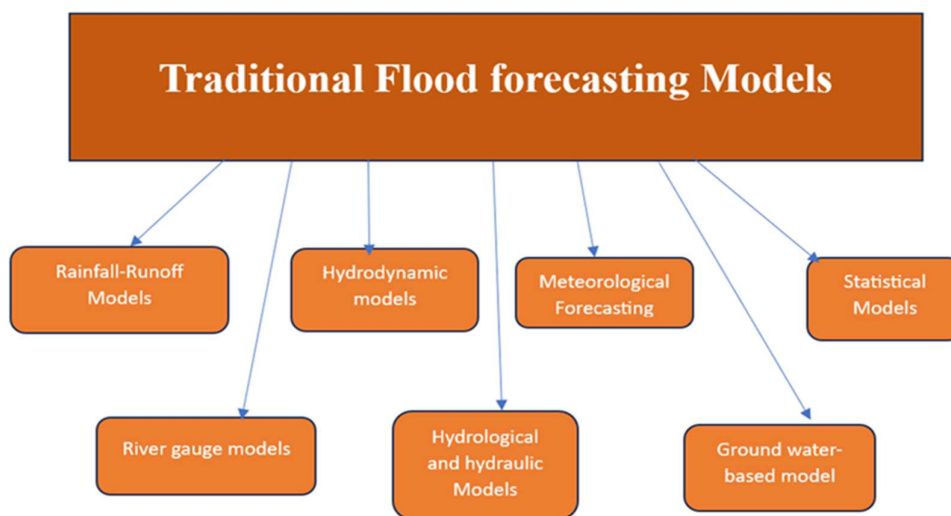 Traditional Flood forecasting Models
Rainfall-Runoff
Models
Hydrodynamic
models
Meteorological
Forecasting
Statistical
Models
River gauge models
Hydrological
and hydraulic
Models
Ground water-
based model